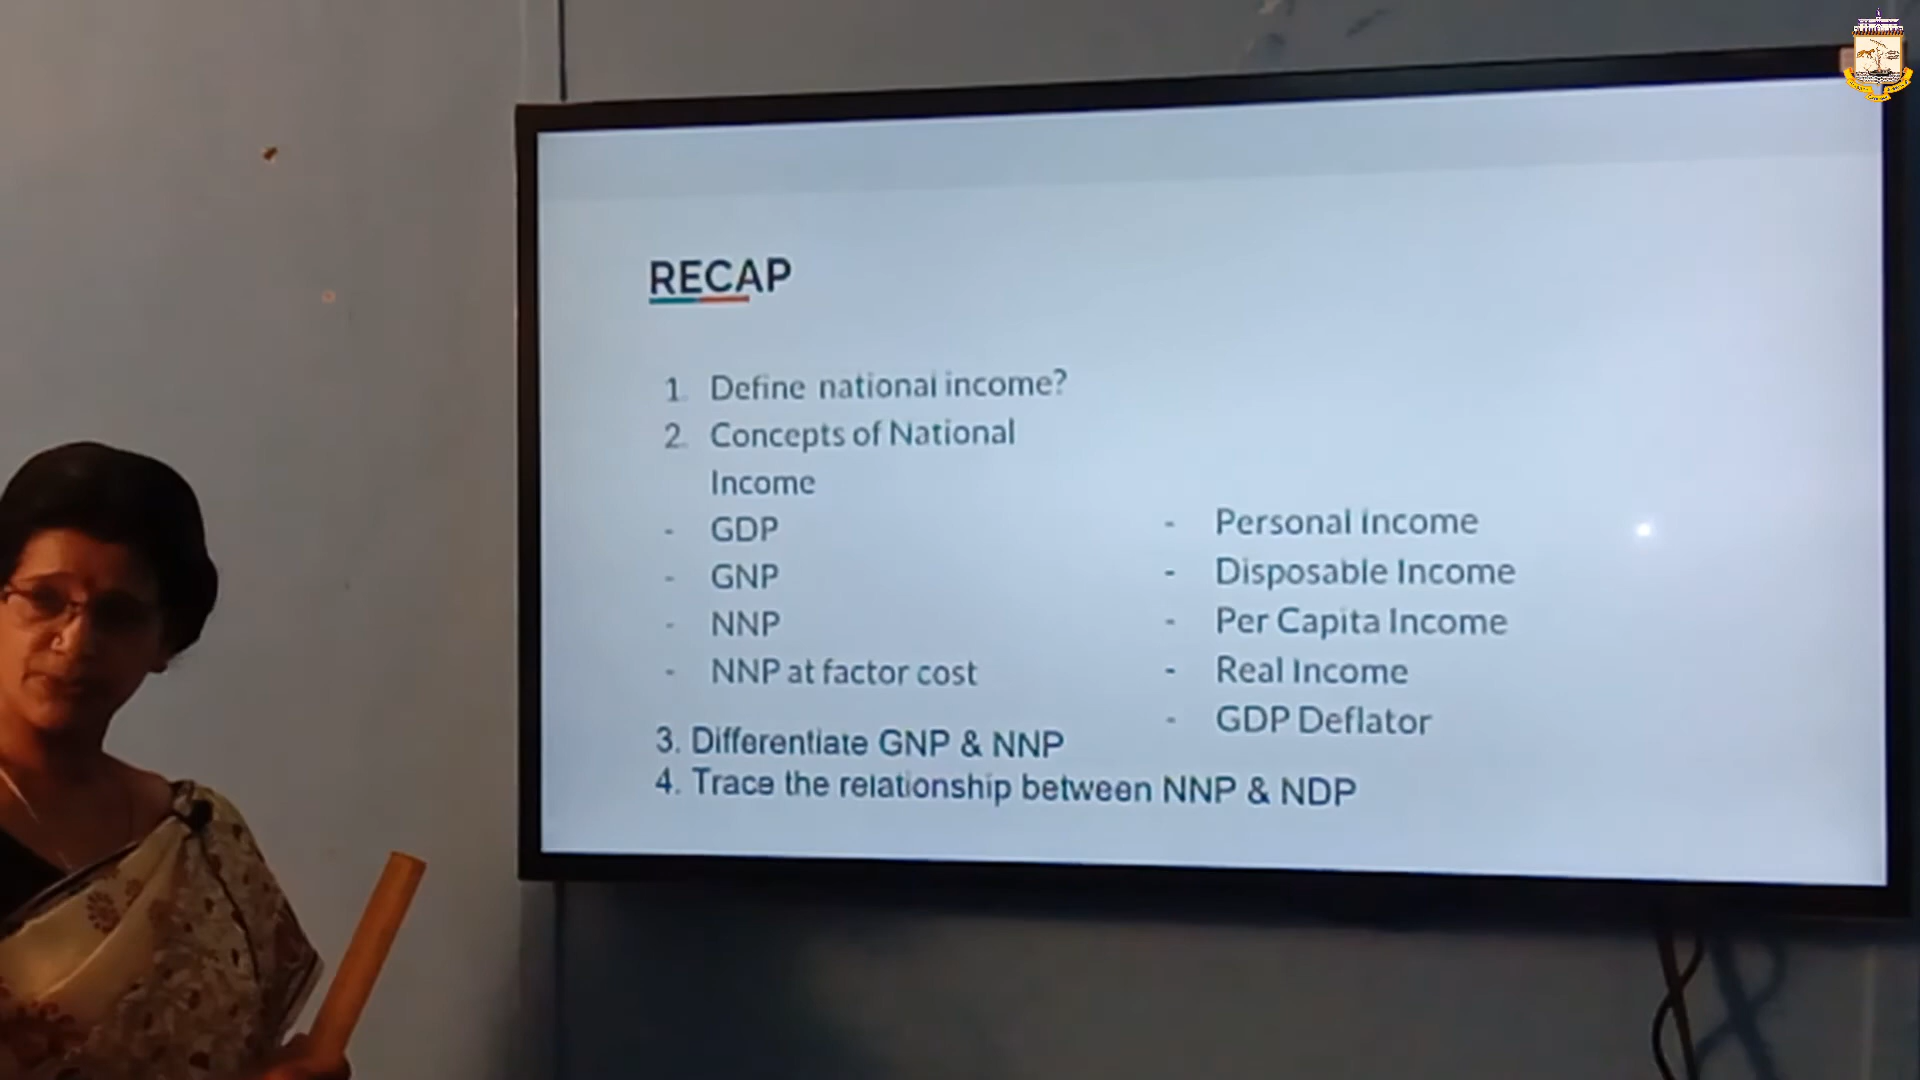 RECAP
1. Define national income?
2. Concepts of National
Income
- GDP
- GNP
- NNP
- NNP at factor cost
- Personal Income
- Disposable Income
- Per Capita Income
- Real Income
- GDP Deflator
3. Differentiate GNP & NNP
4. Trace the relationship between NNP & NDP